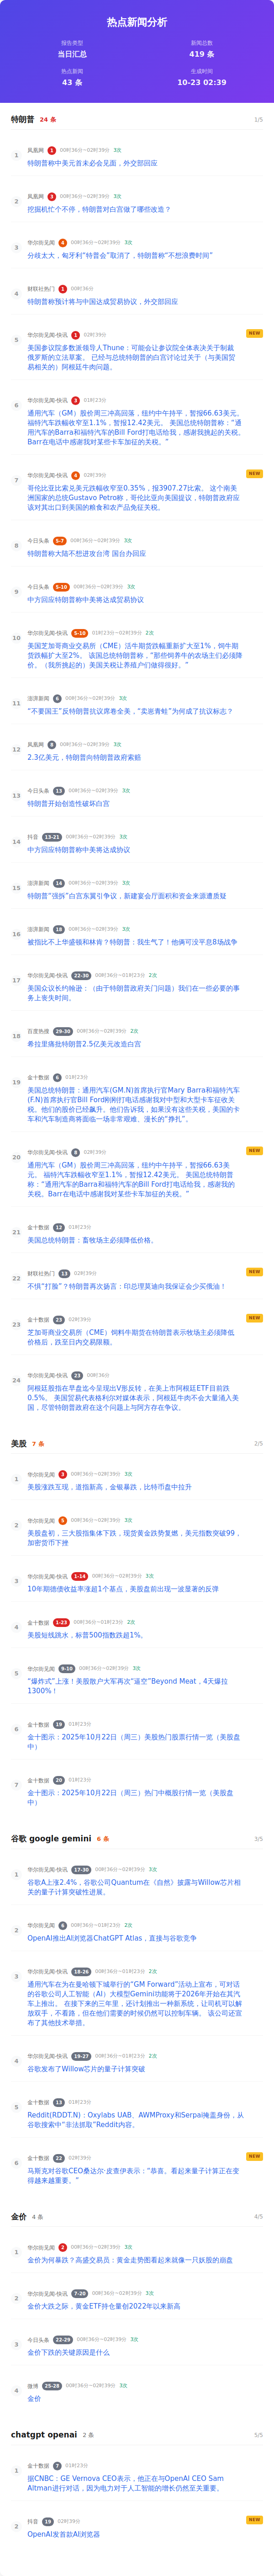 热点新闻分析
报告类型
新闻总数
当日汇总
419 条
热点新闻
生成时间
43 条
10-23 02:39
特朗普 24 条
1/5
1
凤凰网 1 00时36分~02时39分 3次
特朗普称中美元首未必会见面，外交部回应
2
凤凰网 3 00时36分~02时39分 3次
挖掘机忙个不停，特朗普对白宫做了哪些改造？
3
华尔街见闻 4 00时36分~02时39分 3次
分歧太大，匈牙利“特普会”取消了，特朗普称“不想浪费时间”
4
财联社热门 1 00时36分
特朗普称预计将与中国达成贸易协议，外交部回应
5
华尔街见闻-快讯 1 02时39分
NEW
美国参议院多数派领导人Thune：可能会让参议院全体表决关于制裁
俄罗斯的立法草案。 已经与总统特朗普的白宫讨论过关于（与美国贸
易相关的）阿根廷牛肉问题。
6
华尔街见闻-快讯 3 01时23分
通用汽车（GM）股价周三冲高回落，纽约中午持平，暂报66.63美元。
福特汽车跌幅收窄至1.1%，暂报12.42美元。 美国总统特朗普称：“通
用汽车的Barra和福特汽车的Bill Ford打电话给我，感谢我挑起的关税。
Barr在电话中感谢我对某些卡车加征的关税。”
7
华尔街见闻-快讯 4 02时39分
NEW
哥伦比亚比索兑美元跌幅收窄至0.35%，报3907.27比索。 这个南美
洲国家的总统Gustavo Petro称，哥伦比亚向美国提议，特朗普政府应
该对其出口到美国的粮食和农产品免征关税。
8
今日头条 5-7 00时36分~02时39分 3次
特朗普称大陆不想进攻台湾 国台办回应
9
今日头条 5-10 00时36分~02时39分 3次
中方回应特朗普称中美将达成贸易协议
10
华尔街见闻-快讯 5-10 01时23分~02时39分 2次
美国芝加哥商业交易所（CME）活牛期货跌幅重新扩大至1%，饲牛期
货跌幅扩大至2%。 该国总统特朗普称，“那些饲养牛的农场主们必须降
价。（我所挑起的）美国关税让养殖户们做得很好。”
11
澎湃新闻 6 00时36分~02时39分 3次
“不要国王”反特朗普抗议席卷全美，“卖崽青蛙”为何成了抗议标志？
12
凤凰网 8 00时36分~02时39分 3次
2.3亿美元，特朗普向特朗普政府索赔
13
今日头条 13 00时36分~02时39分 3次
特朗普开始创造性破坏白宫
14
抖音 13-21 00时36分~02时39分 3次
中方回应特朗普称中美将达成协议
15
澎湃新闻 14 00时36分~02时39分 3次
特朗普“强拆”白宫东翼引争议，新建宴会厅面积和资金来源遭质疑
16
澎湃新闻 18 00时36分~02时39分 3次
被指比不上华盛顿和林肯？特朗普：我生气了！他俩可没平息8场战争
17
华尔街见闻-快讯 22-30 00时36分~01时23分 2次
美国众议长约翰逊：（由于特朗普政府关门问题）我们在一些必要的事
务上丧失时间。
18
百度热搜 29-30 00时36分~02时39分 2次
希拉里痛批特朗普2.5亿美元改造白宫
19
金十数据 6 01时23分
美国总统特朗普：通用汽车(GM.N)首席执行官Mary Barra和福特汽车
(F.N)首席执行官Bill Ford刚刚打电话感谢我对中型和大型卡车征收关
税。他们的股价已经飙升。他们告诉我，如果没有这些关税，美国的卡
车和汽车制造商将面临一场非常艰难、漫长的“挣扎”。
20
华尔街见闻-快讯 8 02时39分
NEW
通用汽车（GM）股价周三冲高回落，纽约中午持平，暂报66.63美
元。 福特汽车跌幅收窄至1.1%，暂报12.42美元。 美国总统特朗普
称：“通用汽车的Barra和福特汽车的Bill Ford打电话给我，感谢我的
关税。Barr在电话中感谢我对某些卡车加征的关税。”
21
金十数据 12 01时23分
美国总统特朗普：畜牧场主必须降低价格。
22
财联社热门 13 02时39分
NEW
不惧“打脸”？特朗普再次扬言：印总理莫迪向我保证会少买俄油！
23
金十数据 23 02时39分
NEW
芝加哥商业交易所（CME）饲料牛期货在特朗普表示牧场主必须降低
价格后，跌至日内交易限额。
24
华尔街见闻-快讯 23 00时36分
阿根廷股指在早盘迄今呈现出V形反转，在美上市阿根廷ETF目前跌
0.5%。 美国贸易代表格利尔对媒体表示，阿根廷牛肉不会大量涌入美
国，尽管特朗普政府在这个问题上与阿方存在争议。
美股 7 条
2/5
1
华尔街见闻 3 00时36分~02时39分 3次
美股涨跌互现，道指新高，金银暴跌，比特币盘中拉升
2
华尔街见闻 5 00时36分~02时39分 3次
美股盘初，三大股指集体下跌，现货黄金跌势复燃，美元指数突破99，
加密货币下挫
3
华尔街见闻-快讯 1-14 00时36分~02时39分 3次
10年期德债收益率涨超1个基点，美股盘前出现一波显著的反弹
4
金十数据 1-23 00时36分~01时23分 2次
美股短线跳水，标普500指数跌超1%。
5
华尔街见闻 9-10 00时36分~02时39分 3次
“爆炸式”上涨！美股散户大军再次“逼空”Beyond Meat，4天爆拉
1300%！
6
金十数据 19 01时23分
金十图示：2025年10月22日（周三）美股热门股票行情一览（美股盘
中）
7
金十数据 20 01时23分
金十图示：2025年10月22日（周三）热门中概股行情一览（美股盘
中）
谷歌 google gemini 6 条
3/5
1
华尔街见闻-快讯 17-30 00时36分~02时39分 3次
谷歌A上涨2.4%，谷歌公司Quantum在《自然》披露与Willow芯片相
关的量子计算突破性进展。
2
华尔街见闻 6 00时36分~01时23分 2次
OpenAI推出AI浏览器ChatGPT Atlas，直接与谷歌竞争
3
华尔街见闻-快讯 18-26 00时36分~01时23分 2次
通用汽车在为在曼哈顿下城举行的“GM Forward”活动上宣布，可对话
的谷歌公司人工智能（AI）大模型Gemini功能将于2026年开始在其汽
车上推出。 在接下来的三年里，还计划推出一种新系统，让司机可以解
放双手，不看路，但在他们需要的时候仍然可以控制车辆。 该公司还宣
布了其他技术举措。
4
华尔街见闻-快讯 19-27 00时36分~01时23分 2次
谷歌发布了Willow芯片的量子计算突破
5
金十数据 13 01时23分
Reddit(RDDT.N)：Oxylabs UAB、AWMProxy和Serpai掩盖身份，从
谷歌搜索中“非法抓取”Reddit内容。
6
金十数据 22 02时39分
NEW
马斯克对谷歌CEO桑达尔·皮查伊表示：“恭喜。看起来量子计算正在变
得越来越重要。”
金价 4 条
4/5
1
华尔街见闻 2 00时36分~02时39分 3次
金价为何暴跌？高盛交易员：黄金走势图看起来就像一只妖股的崩盘
2
华尔街见闻-快讯 7-20 00时36分~02时39分 3次
金价大跌之际，黄金ETF持仓量创2022年以来新高
3
今日头条 22-29 00时36分~02时39分 3次
金价下跌的关键原因是什么
4
微博 25-28 00时36分~02时39分 3次
金价
chatgpt openai 2 条
5/5
1
金十数据 7 01时23分
据CNBC：GE Vernova CEO表示，他正在与OpenAI CEO Sam
Altman进行对话，因为电力对于人工智能的增长仍然至关重要。
2
抖音 19 02时39分
NEW
OpenAI发首款AI浏览器